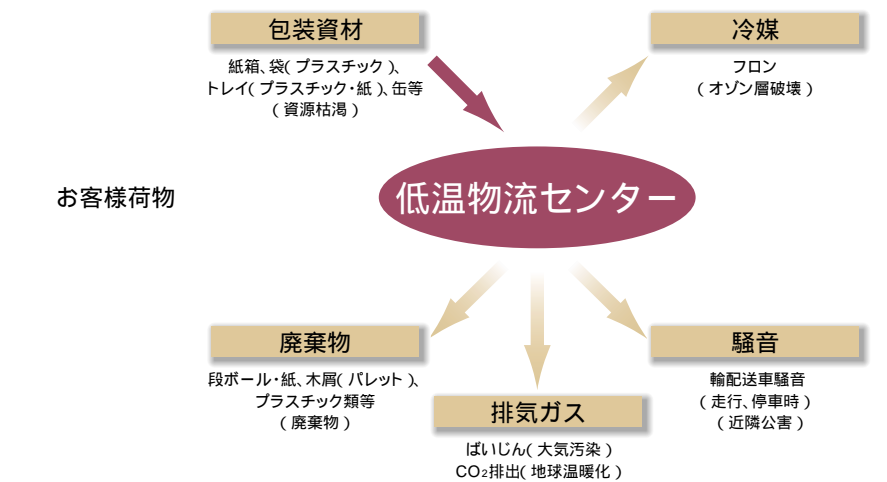 包装資材
紙箱、袋(プラスチック)、
トレイ(プラスチック・紙)、缶等
(資源枯渇)
冷媒
フロン
(オゾン層破壊)
お客様荷物
低温物流センター
廃棄物
段ボール・紙、木屑(パレット)、
プラスチック類等
(廃棄物)
排気ガス
ばいじん(大気汚染)
CO₂排出(地球温暖化)
騒音
輸配送車騒音
(走行、停車時)
(近隣公害)